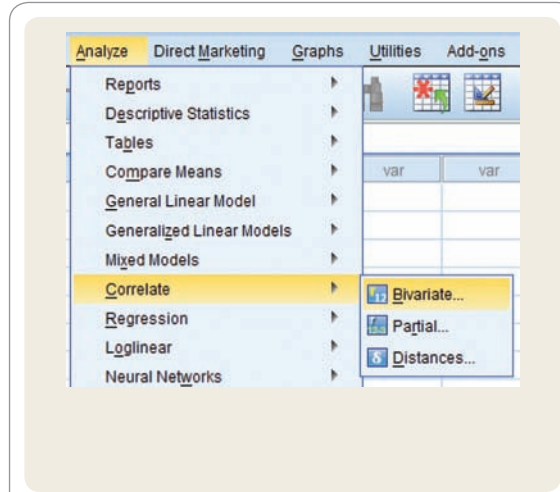 Analyze Direct Marketing Graphs Utilities Add-ons
Reports
Descriptive Statistics
Tables
Compare Means
var var
General Linear Model
Generalized Linear Models
Mixed Models
Correlate
Bivariate...
Regression
Partial...
Loglinear
Distances...
Neural Networks